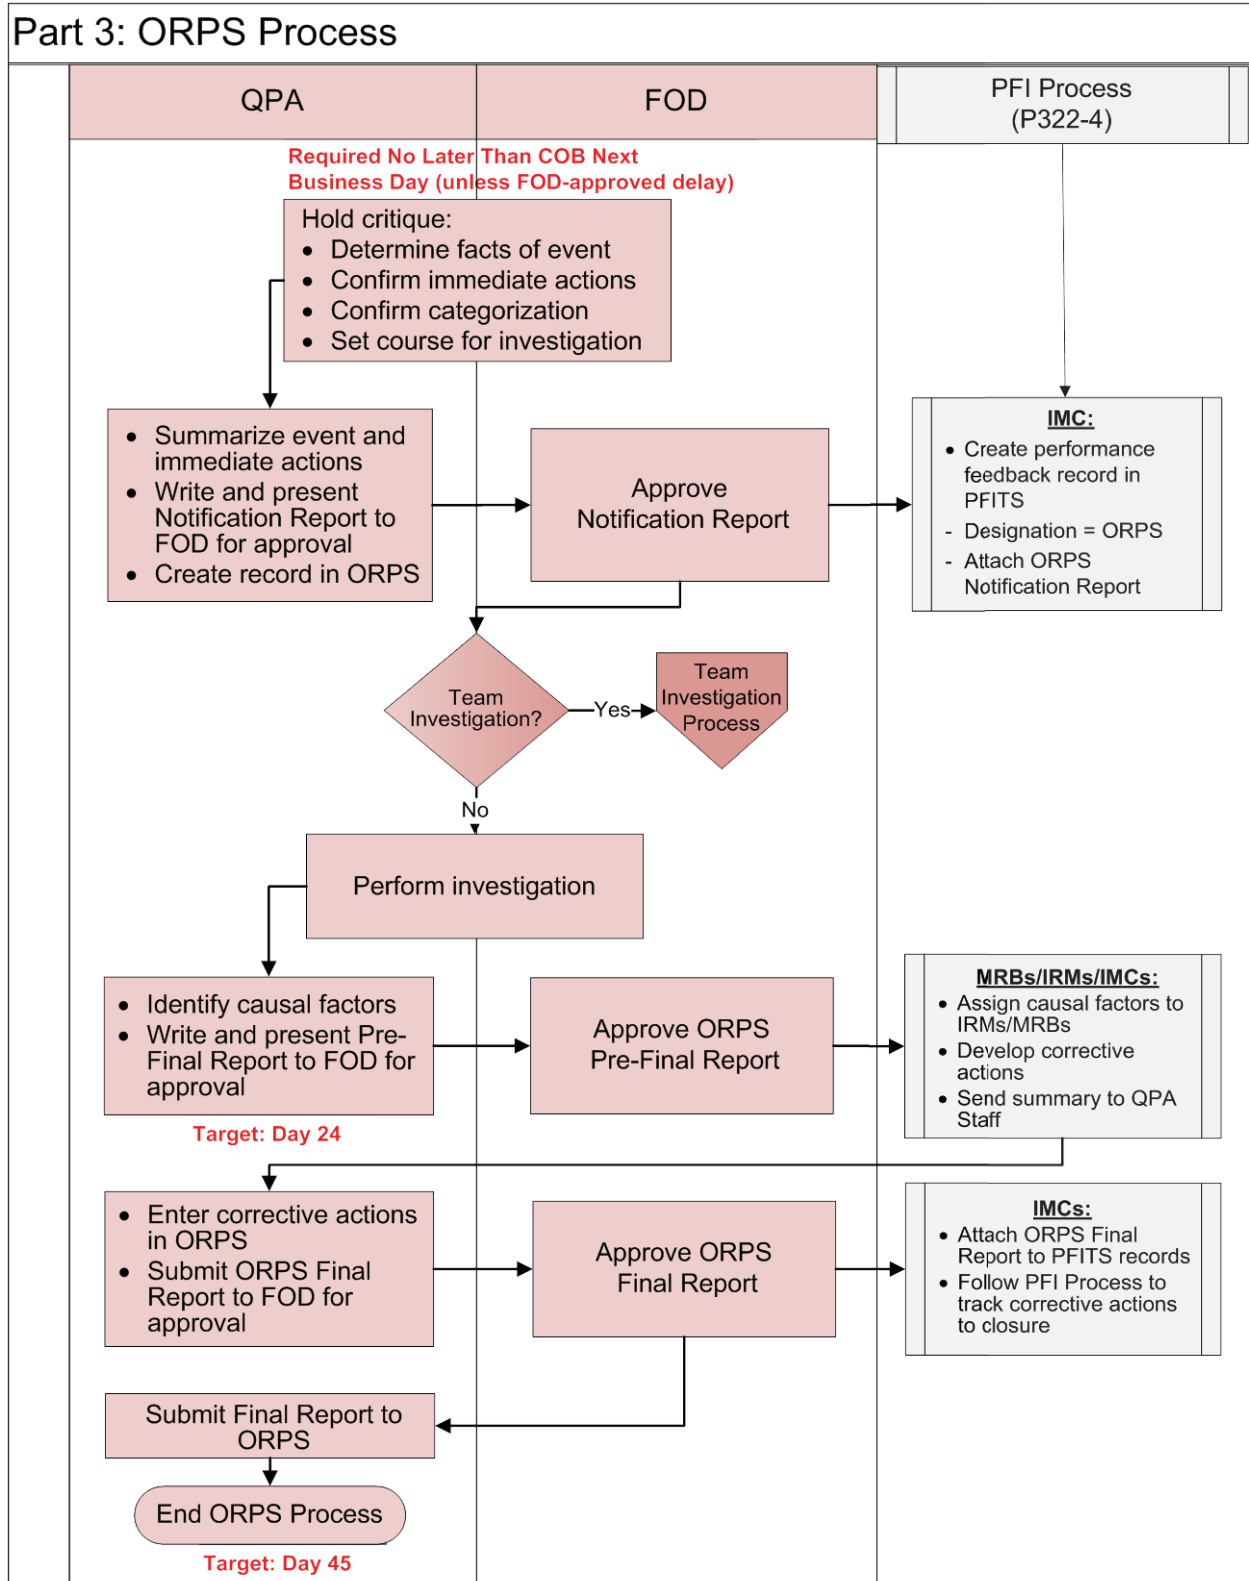 Part 3: ORPS Process
QPA
FOD
PFI Process
(P322-4)
Required No Later Than COB Next
Business Day (unless FOD-approved delay)
Hold critique:
• Determine facts of event
• Confirm immediate actions
• Confirm categorization
• Set course for investigation
• Summarize event and
immediate actions
• Write and present
Notification Report to
FOD for approval
• Create record in ORPS
Approve
Notification Report
IMC:
• Create performance
feedback record in
PFITS
- Designation = ORPS
- Attach ORPS
Notification Report
Team
Investigation?
Yes
Team
Investigation
Process
No
Perform investigation
• Identify causal factors
• Write and present Pre-
Final Report to FOD for
approval
Target: Day 24
Approve ORPS
Pre-Final Report
MRBs/IRMs/IMCs:
• Assign causal factors to
IRMs/MRBs
• Develop corrective
actions
• Send summary to QPA
Staff
• Enter corrective actions
in ORPS
• Submit ORPS Final
Report to FOD for
approval
Approve ORPS
Final Report
IMCs:
• Attach ORPS Final
Report to PFITS records
• Follow PFI Process to
track corrective actions
to closure
Submit Final Report to
ORPS
End ORPS Process
Target: Day 45